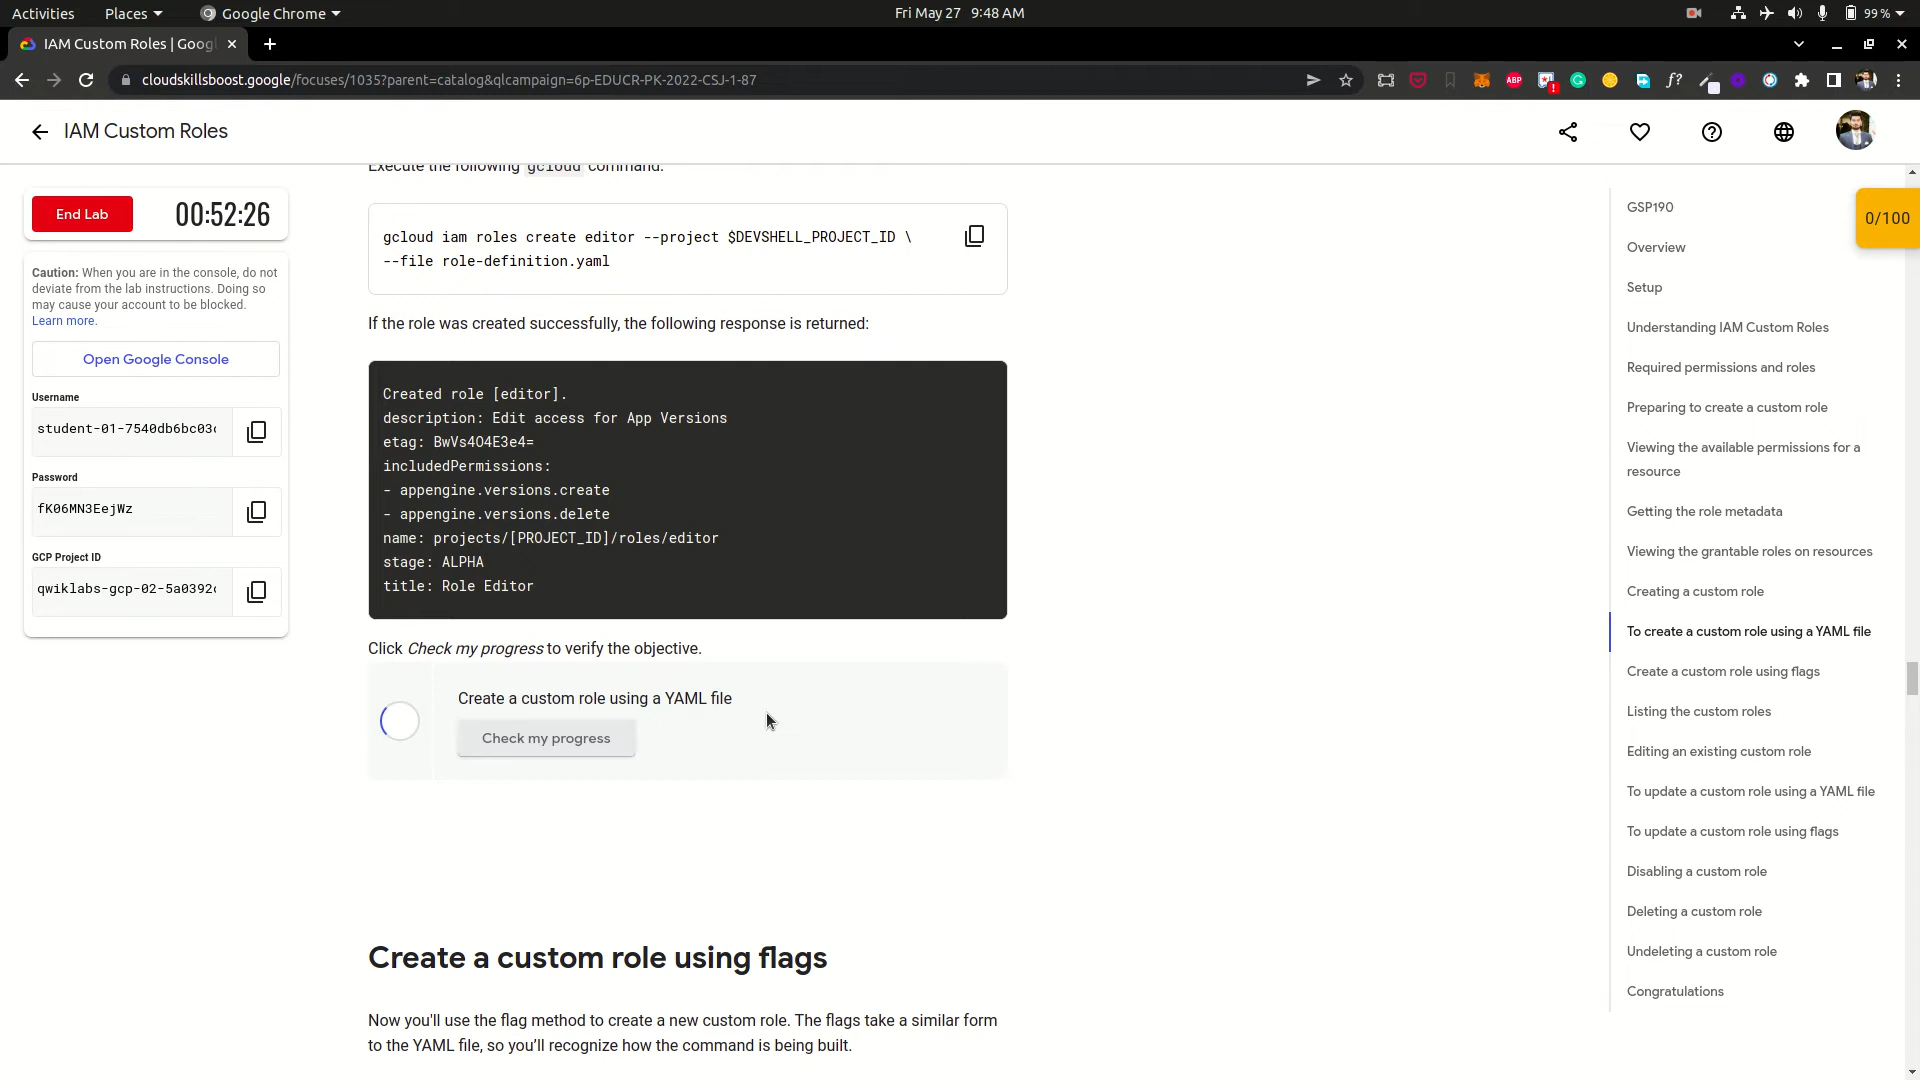 Activities Places Google Chrome Fri May 27 9:48 AM 99 %
IAM Custom Roles | Goog
cloudskillsboost.google/focuses/1035?parent=catalog&qlcampaign=6p-EDUCR-PK-2022-CSJ-1-87
ABP
f?
IAM Custom Roles
End Lab
00:52:26
Caution: When you are in the console, do not
deviate from the lab instructions. Doing so
may cause your account to be blocked.
Learn more.
Open Google Console
Username
student-01-7540db6bc03
Password
fK06MN3EejWz
GCP Project ID
qwiklabs-gcp-02-5a0392
Execute the following gcloud command:
gcloud iam roles create editor --project $DEVSHELL_PROJECT_ID \
--file role-definition.yaml
If the role was created successfully, the following response is returned:
Created role [editor].
description: Edit access for App Versions
etag: BwVs4O4E3e4=
includedPermissions:
- appengine.versions.create
- appengine.versions.delete
name: projects/[PROJECT_ID]/roles/editor
stage: ALPHA
title: Role Editor
Click Check my progress to verify the objective.
Create a custom role using a YAML file
Check my progress
Create a custom role using flags
Now you'll use the flag method to create a new custom role. The flags take a similar form
to the YAML file, so you’ll recognize how the command is being built.
0/100
GSP190
Overview
Setup
Understanding IAM Custom Roles
Required permissions and roles
Preparing to create a custom role
Viewing the available permissions for a
resource
Getting the role metadata
Viewing the grantable roles on resources
Creating a custom role
To create a custom role using a YAML file
Create a custom role using flags
Listing the custom roles
Editing an existing custom role
To update a custom role using a YAML file
To update a custom role using flags
Disabling a custom role
Deleting a custom role
Undeleting a custom role
Congratulations